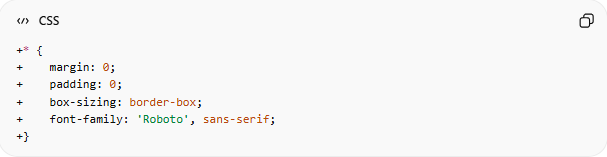 </> CSS
+* {
+    margin: 0;
+    padding: 0;
+    box-sizing: border-box;
+    font-family: 'Roboto', sans-serif;
+}